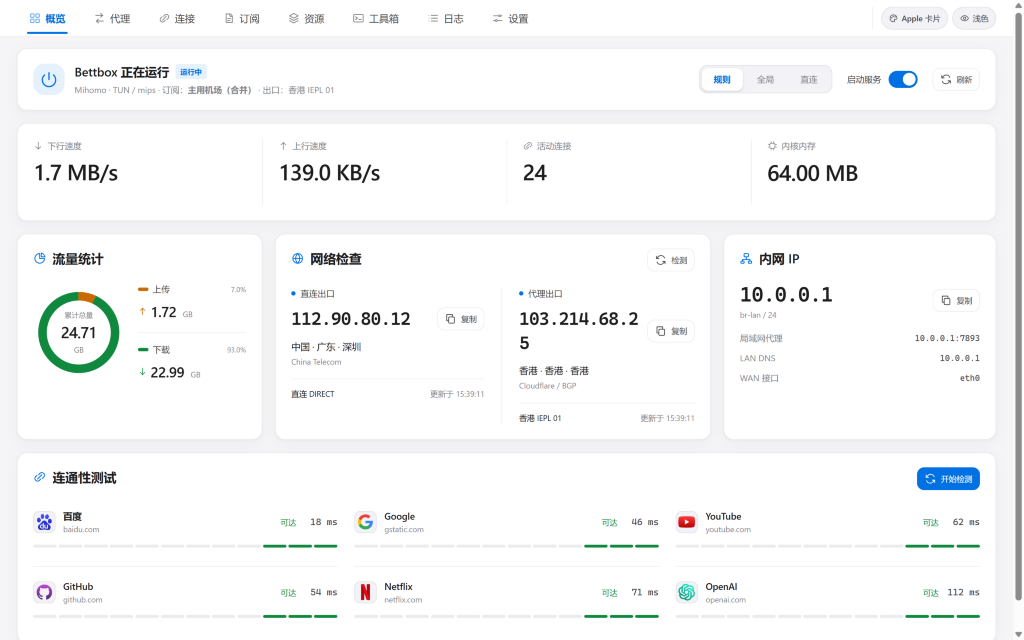 概览 代理 连接 订阅 资源 工具箱 日志 设置 Apple 卡片 浅色
Bettbox 正在运行 运行中
Mihomo · TUN / mips · 订阅: 主用机场（合并） · 出口: 香港 IEPL 01
规则 全局 直连 启动服务 刷新
下行速度
1.7 MB/s
上行速度
139.0 KB/s
活动连接
24
内核内存
64.00 MB
流量统计
累计总量
24.71
GB
上传 7.0%
↑ 1.72 GB
下载 93.0%
↓ 22.99 GB
网络检查 检测
直连出口
112.90.80.12 复制
中国 · 广东 · 深圳
China Telecom
直连 DIRECT 更新于 15:39:11
代理出口
103.214.68.2
5
复制
香港 · 香港 · 香港
Cloudflare / BGP
香港 IEPL 01 更新于 15:39:11
内网 IP
10.0.0.1 复制
br-lan / 24
局域网代理 10.0.0.1:7893
LAN DNS 10.0.0.1
WAN 接口 eth0
连通性测试 开始检测
百度
baidu.com
可达 18 ms
Google
gstatic.com
可达 46 ms
YouTube
youtube.com
可达 62 ms
GitHub
github.com
可达 54 ms
Netflix
netflix.com
可达 71 ms
OpenAI
openai.com
可达 112 ms